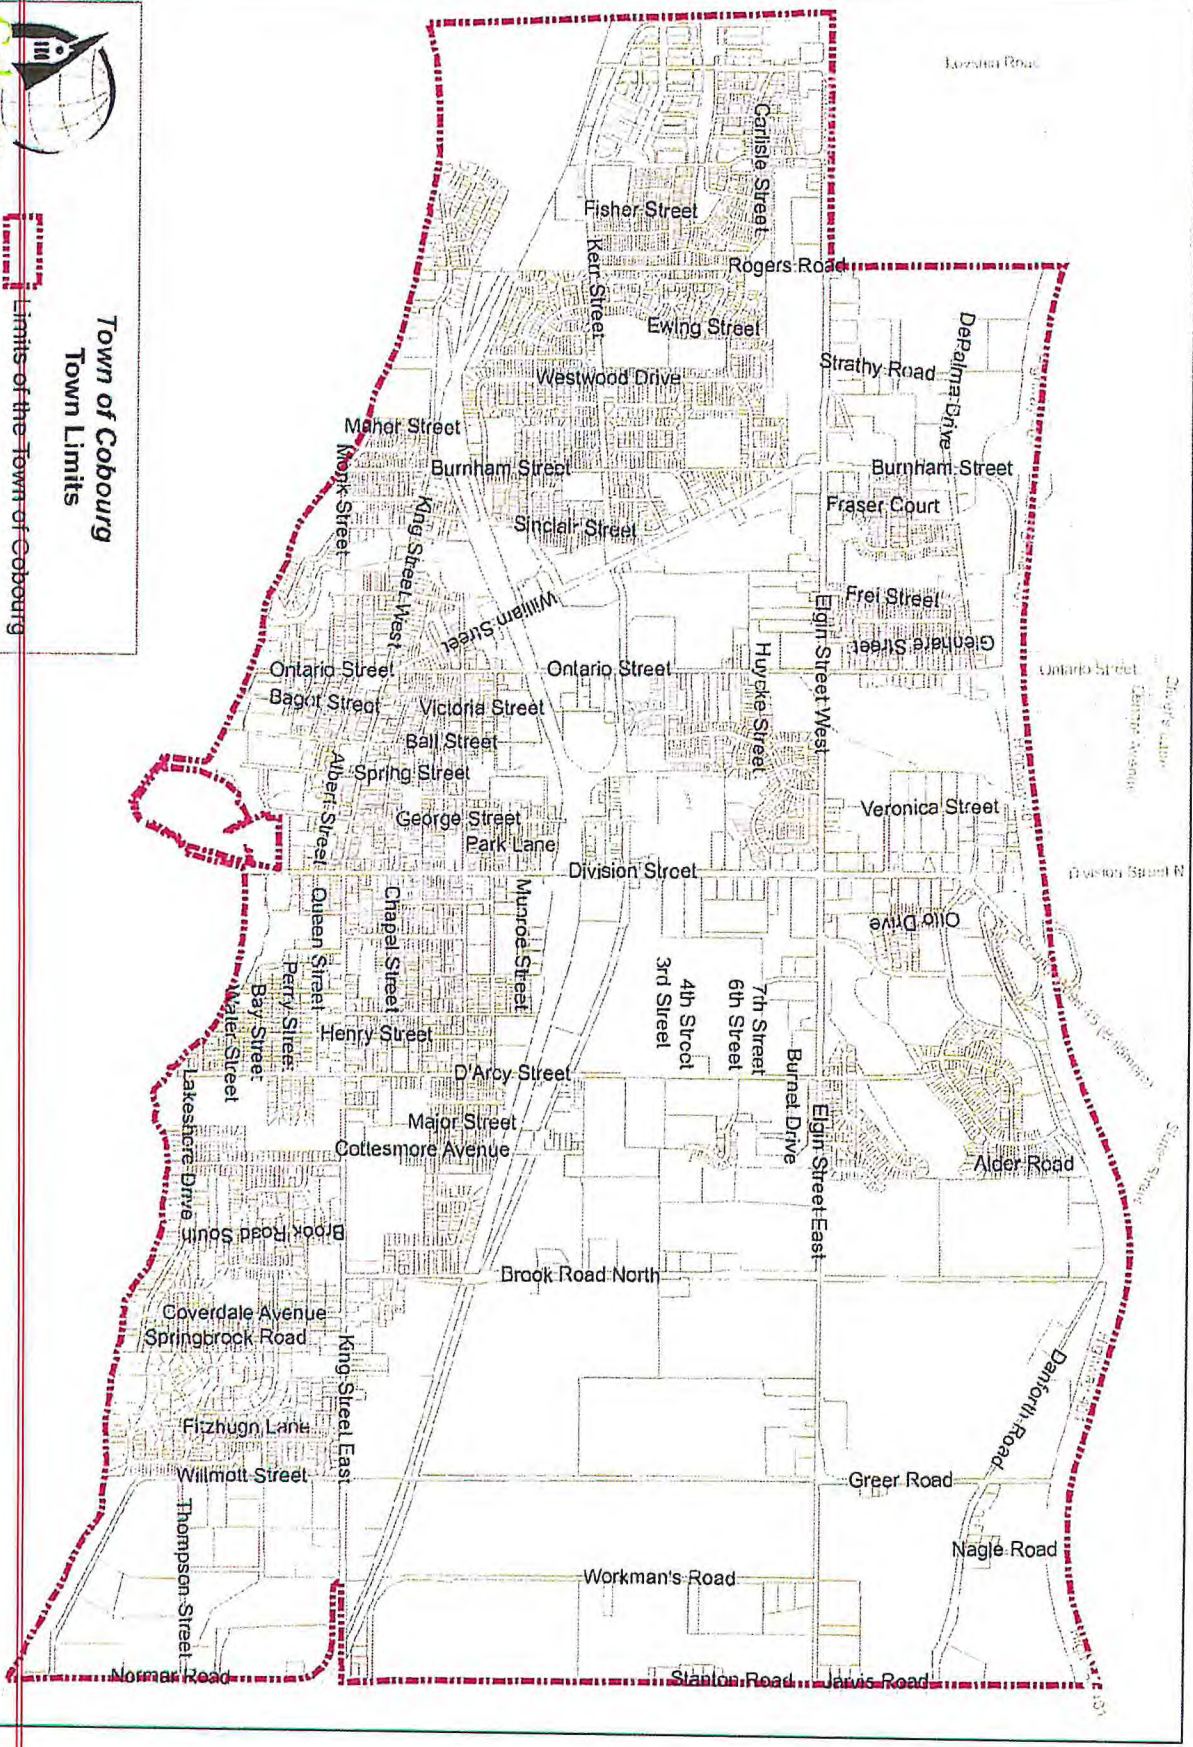 Town of Cobourg
Town Limits
Limits of the Town of Cobourg
Carlisle Street
Fisher Street
Kerr Street
Rogers Road
Ewing Street
DePalma Drive
Strathy Road
Westwood Drive
Maher Street
Monk Street
Burnham Street
Burnham Street
King Street West
Sinclair Street
Fraser Court
William Street
Frei Street
Elgin Street West
Glenhare Street
Huycke Street
Ontario Street
Ontario Street
Ontario Street
Bagot Street
Victoria Street
Ball Street
Albert Street
Spring Street
George Street
Park Lane
Veronica Street
Division Street
Division Street N
Queen Street
Chapel Street
Munroe Street
Otto Drive
3rd Street
4th Street
6th Street
7th Street
Perry Street
Bay Street
Water Street
Henry Street
D'Arcy Street
Burnet Drive
Lakeshore Drive
Major Street
Cottesmore Avenue
Elgin Street East
Alder Road
Brook Road South
Brook Road North
Coverdale Avenue
Springbrook Road
King Street East
Danforth Road
Fitzhugh Lane
Willmott Street
Greer Road
Thompson Street
Nagle Road
Workman's Road
Normar Road
Stanton Road
Jarvis Road